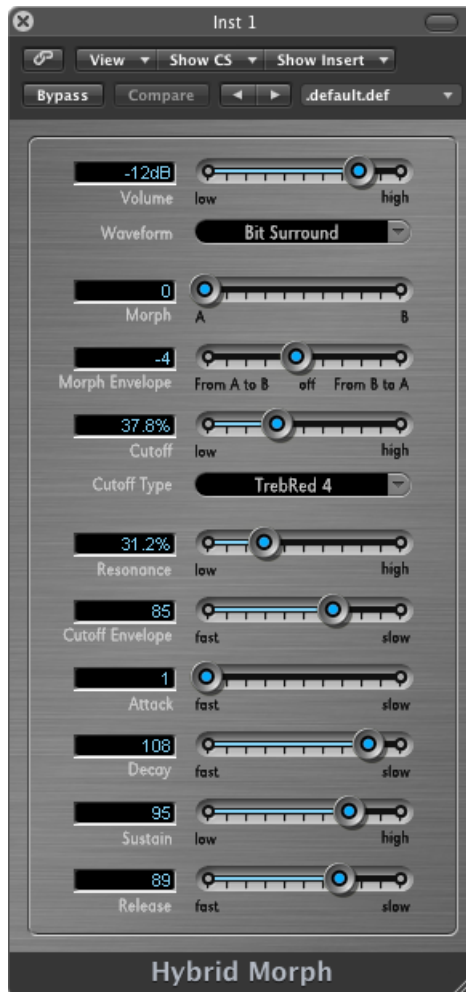 Inst 1
View Show CS Show Insert
Bypass Compare .default.def
-12dB
Volume low high
Waveform Bit Surround
0
Morph A B
-4
Morph Envelope From A to B off From B to A
37.8%
Cutoff low high
Cutoff Type TrebRed 4
31.2%
Resonance low high
85
Cutoff Envelope fast slow
1
Attack fast slow
108
Decay fast slow
95
Sustain low high
89
Release fast slow
Hybrid Morph